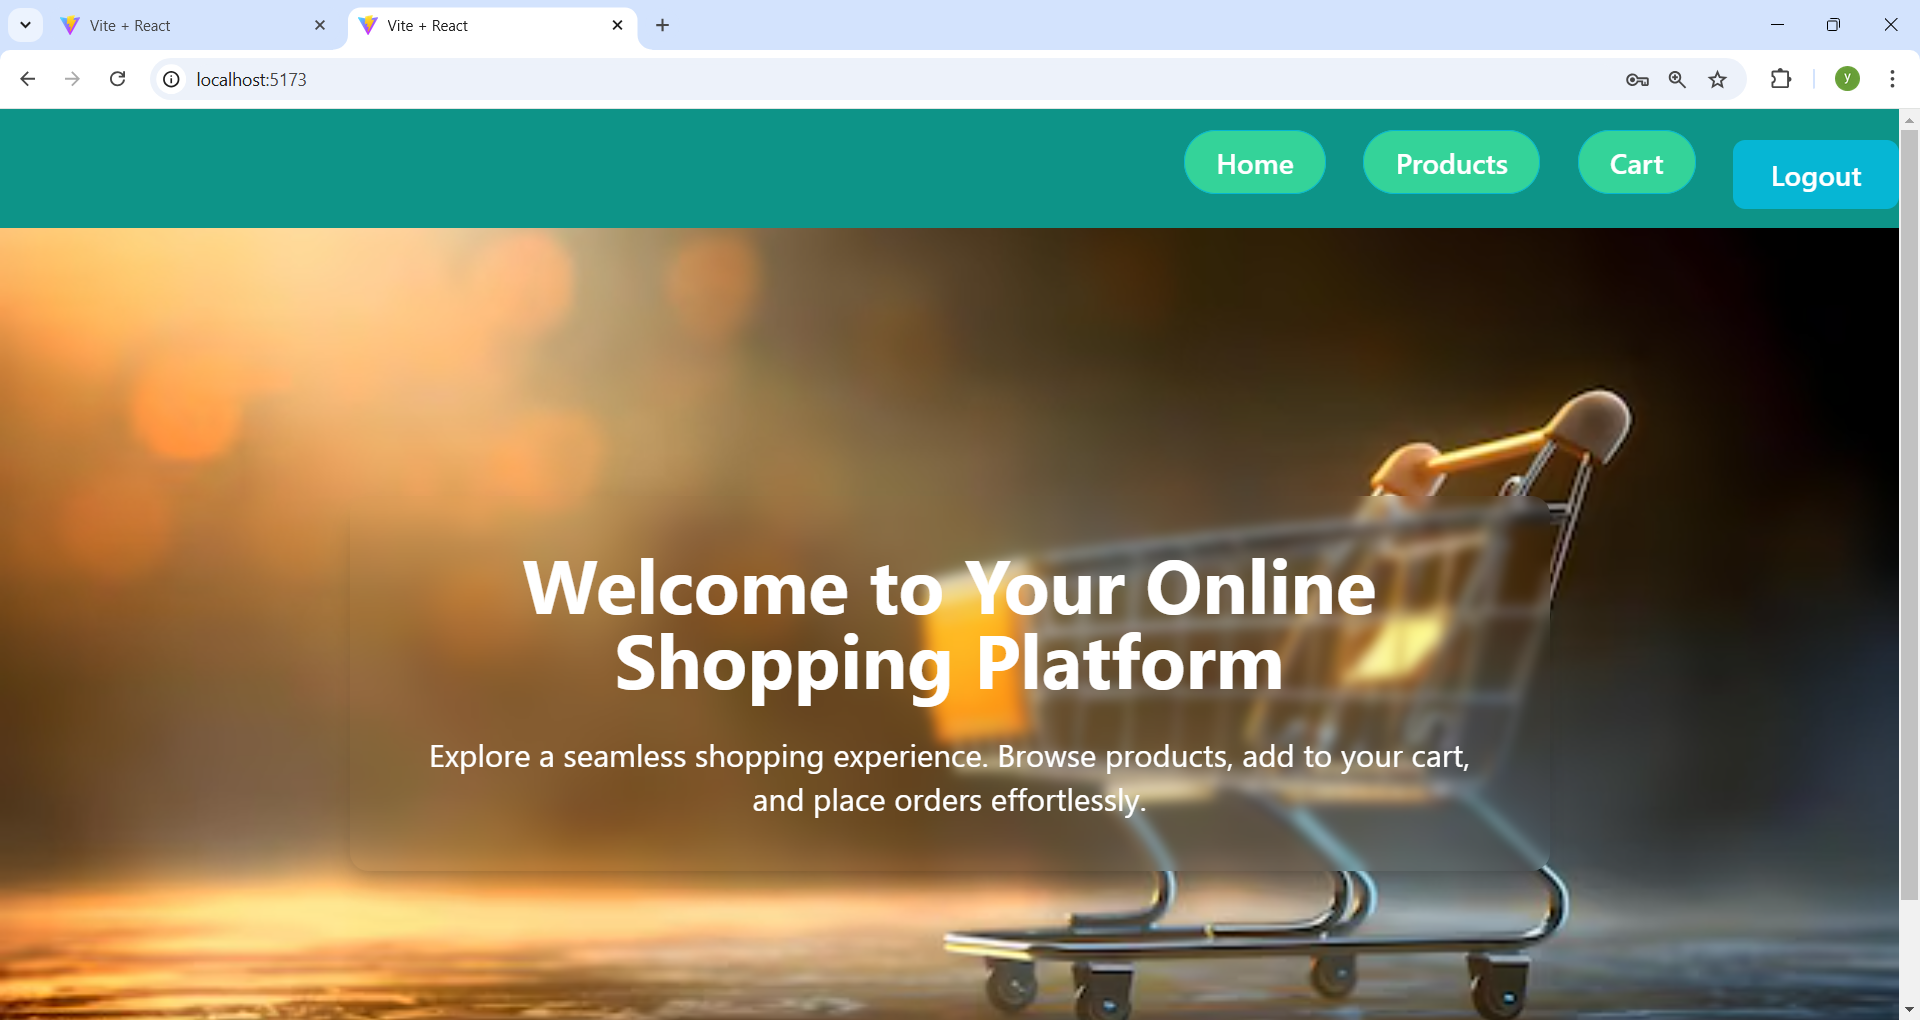 Vite + React
Vite + React
localhost:5173
y
Home
Products
Cart
Logout
Welcome to Your Online
Shopping Platform
Explore a seamless shopping experience. Browse products, add to your cart,
and place orders effortlessly.